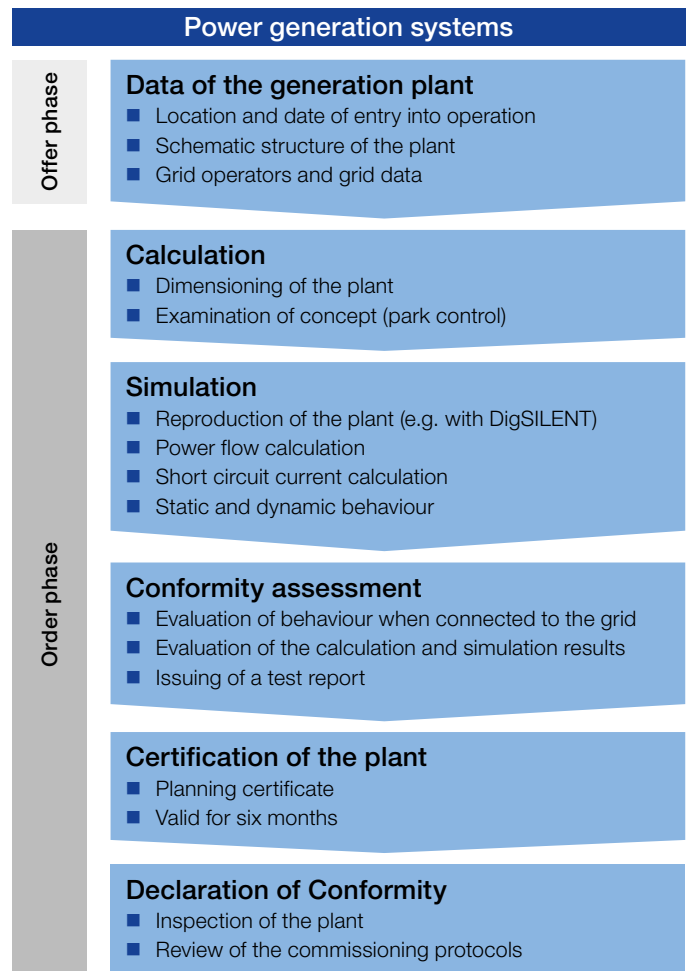 Power generation systems
Offer phase
Data of the generation plant
■ Location and date of entry into operation
■ Schematic structure of the plant
■ Grid operators and grid data
Order phase
Calculation
■ Dimensioning of the plant
■ Examination of concept (park control)
Simulation
■ Reproduction of the plant (e.g. with DigSILENT)
■ Power flow calculation
■ Short circuit current calculation
■ Static and dynamic behaviour
Conformity assessment
■ Evaluation of behaviour when connected to the grid
■ Evaluation of the calculation and simulation results
■ Issuing of a test report
Certification of the plant
■ Planning certificate
■ Valid for six months
Declaration of Conformity
■ Inspection of the plant
■ Review of the commissioning protocols